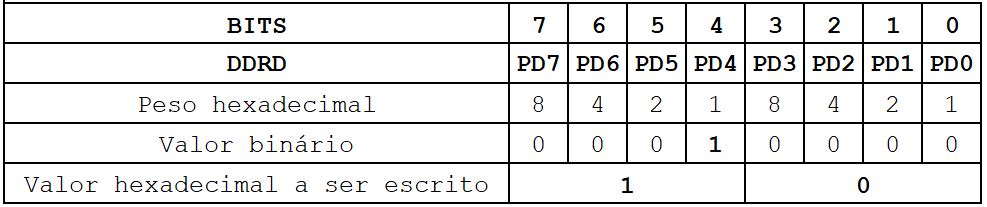 BITS 7 6 5 4 3 2 1 0
DDRD PD7 PD6 PD5 PD4 PD3 PD2 PD1 PD0
Peso hexadecimal 8 4 2 1 8 4 2 1
Valor binário 0 0 0 1 0 0 0 0
Valor hexadecimal a ser escrito 1 0